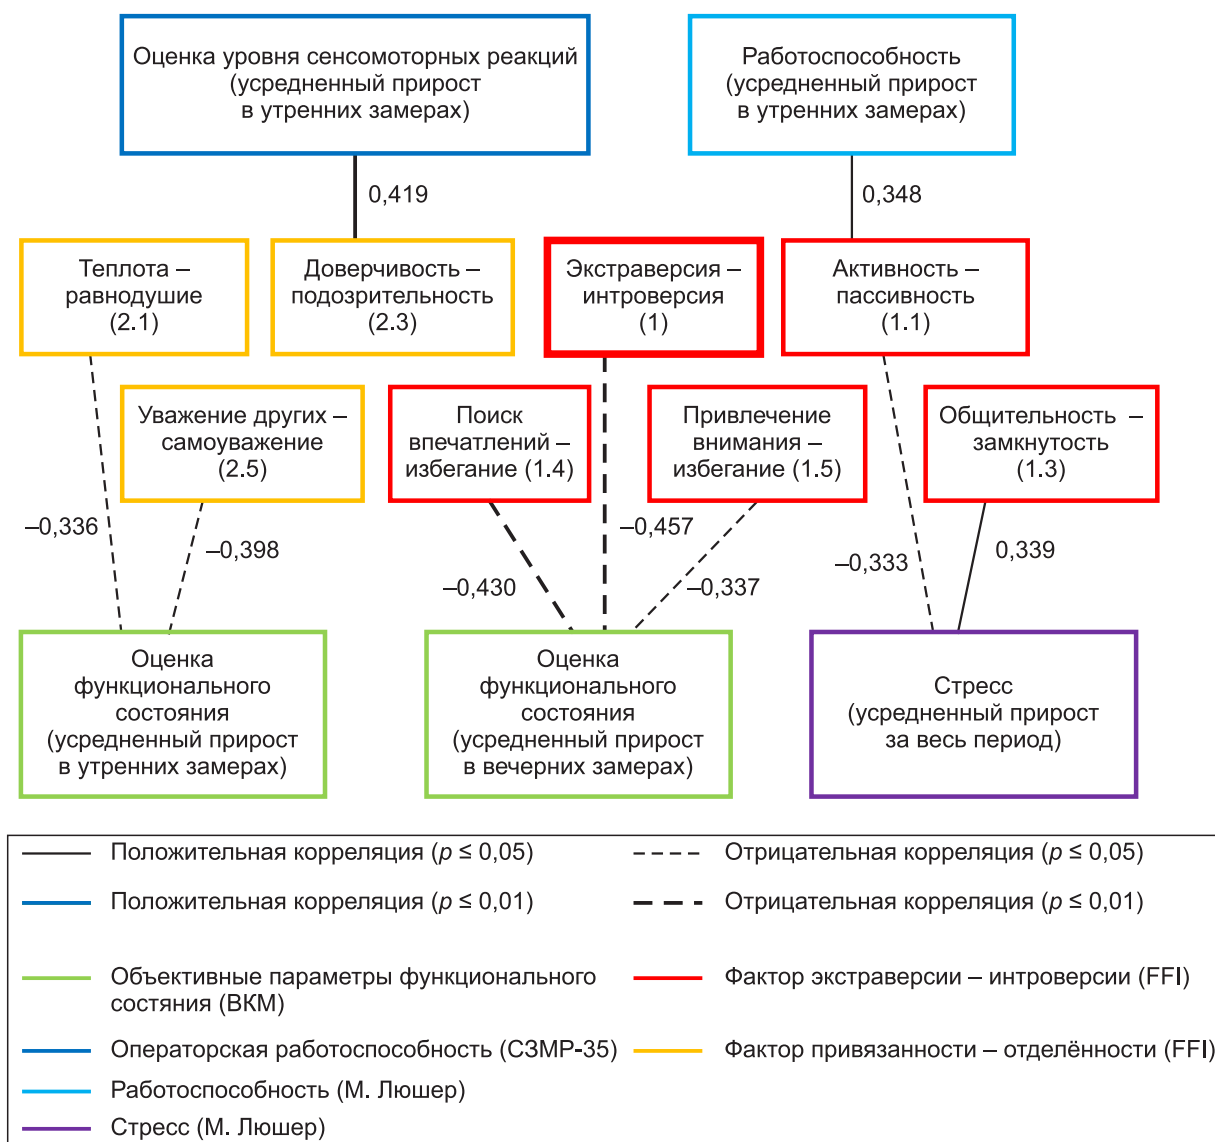 Оценка уровня сенсомоторных реакций
(усредненный прирост
в утренних замерах)
Работоспособность
(усредненный прирост
в утренних замерах)
0,419
0,348
Теплота –
равнодушие
(2.1)
Доверчивость –
подозрительность
(2.3)
Экстраверсия –
интроверсия
(1)
Активность –
пассивность
(1.1)
Уважение других –
самоуважение
(2.5)
Поиск
впечатлений –
избегание (1.4)
Привлечение
внимания –
избегание (1.5)
Общительность –
замкнутость
(1.3)
–0,336
–0,398
–0,430
–0,457
–0,337
–0,333
0,339
Оценка
функционального
состояния
(усредненный прирост
в утренних замерах)
Оценка
функционального
состояния
(усредненный прирост
в вечерних замерах)
Стресс
(усредненный прирост
за весь период)
Положительная корреляция (p ≤ 0,05)
Отрицательная корреляция (p ≤ 0,05)
Положительная корреляция (p ≤ 0,01)
Отрицательная корреляция (p ≤ 0,01)
Объективные параметры функционального
состяния (ВКМ)
Фактор экстраверсии – интроверсии (FFI)
Операторская работоспособность (СЗМР-35)
Фактор привязанности – отделённости (FFI)
Работоспособность (М. Люшер)
Стресс (М. Люшер)